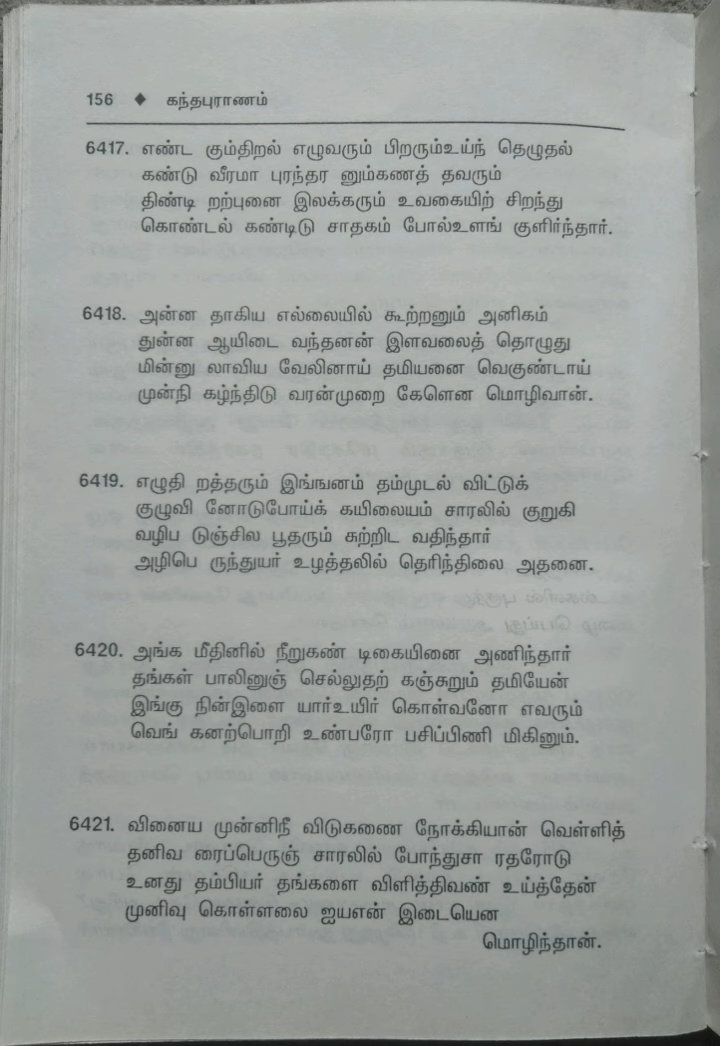 156 ◆ கந்தபுராணம்
6417. எண்ட கும்திறல் எழுவரும் பிறரும்உய்ந் தெழுதல்
கண்டு வீரமா புரந்தர னும்கணத் தவரும்
திண்டி றற்புனை இலக்கரும் உவகையிற் சிறந்து
கொண்டல் கண்டிடு சாதகம் போல்உளங் குளிர்ந்தார்.
6418. அன்ன தாகிய எல்லையில் கூற்றனும் அனிகம்
துன்ன ஆயிடை வந்தனன் இளவலைத் தொழுது
மின்னு லாவிய வேலினாய் தமியனை வெகுண்டாய்
முன்நி கழ்ந்திடு வரன்முறை கேளென மொழிவான்.
6419. எழுதி றத்தரும் இங்ஙனம் தம்முடல் விட்டுக்
குழுவி னோடுபோய்க் கயிலையம் சாரலில் குறுகி
வழிப டுஞ்சில பூதரும் சுற்றிட வதிந்தார்
அழிபெ ருந்துயர் உழத்தலில் தெரிந்திலை அதனை.
6420. அங்க மீதினில் நீறுகண் டிகையினை அணிந்தார்
தங்கள் பாலினுஞ் செல்லுதற் கஞ்சுறும் தமியேன்
இங்கு நின்இளை யார்உயிர் கொள்வனோ எவரும்
வெங் கனற்பொறி உண்பரோ பசிப்பிணி மிகினும்.
6421. வினைய முன்னிநீ விடுகணை நோக்கியான் வெள்ளித்
தனிவ ரைப்பெருஞ் சாரலில் போந்துசா ரதரோடு
உனது தம்பியர் தங்களை விளித்திவண் உய்த்தேன்
முனிவு கொள்ளலை ஐயஎன் இடையென
மொழிந்தான்.